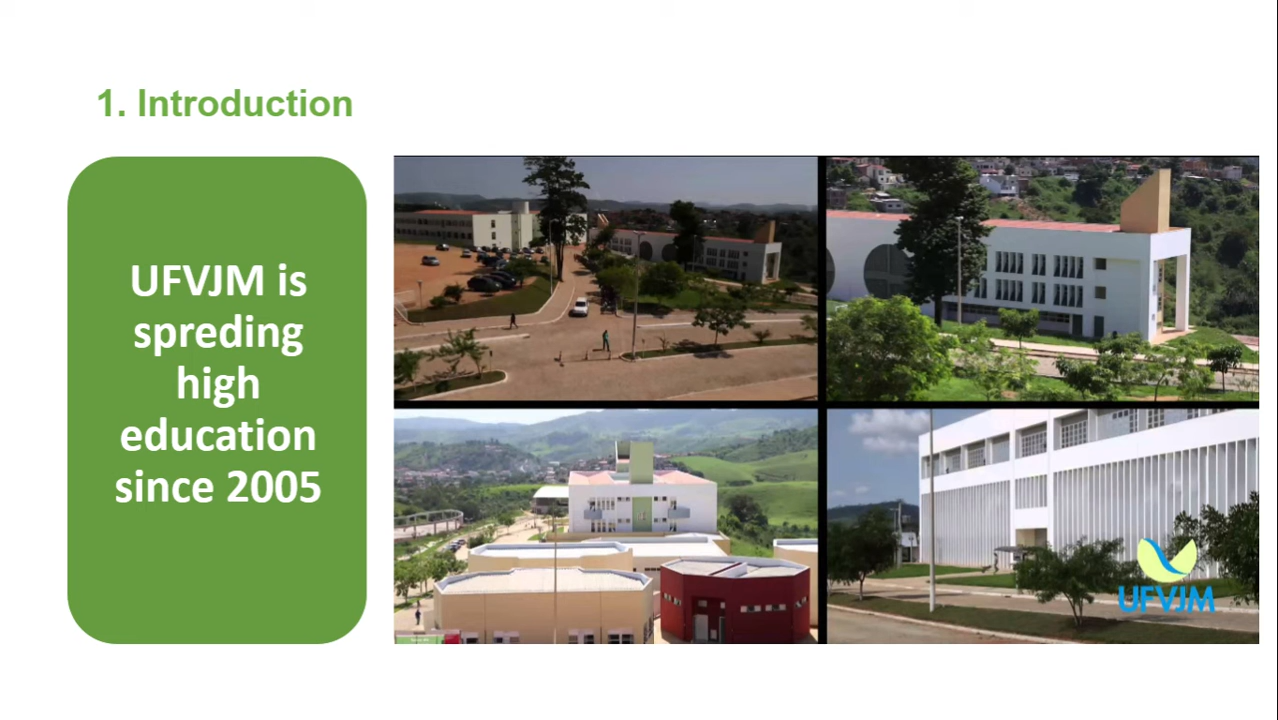 1. Introduction
UFVJM is
spreding
high
education
since 2005
UFVJM